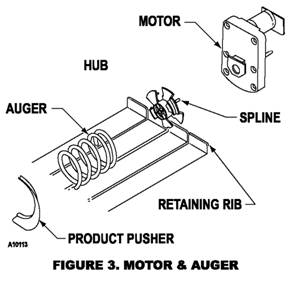 MOTOR
HUB
AUGER
SPLINE
RETAINING RIB
PRODUCT PUSHER
A10113
FIGURE 3. MOTOR & AUGER